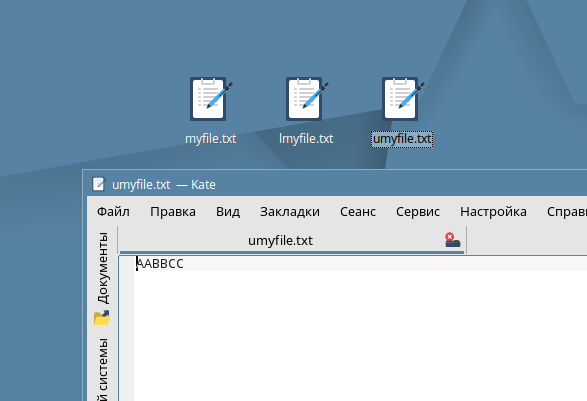 myfile.txt lmyfile.txt umyfile.txt
umyfile.txt — Kate
Файл Правка Вид Закладки Сеанс Сервис Настройка Справ
umyfile.txt
Документы
й системы
AABBCC